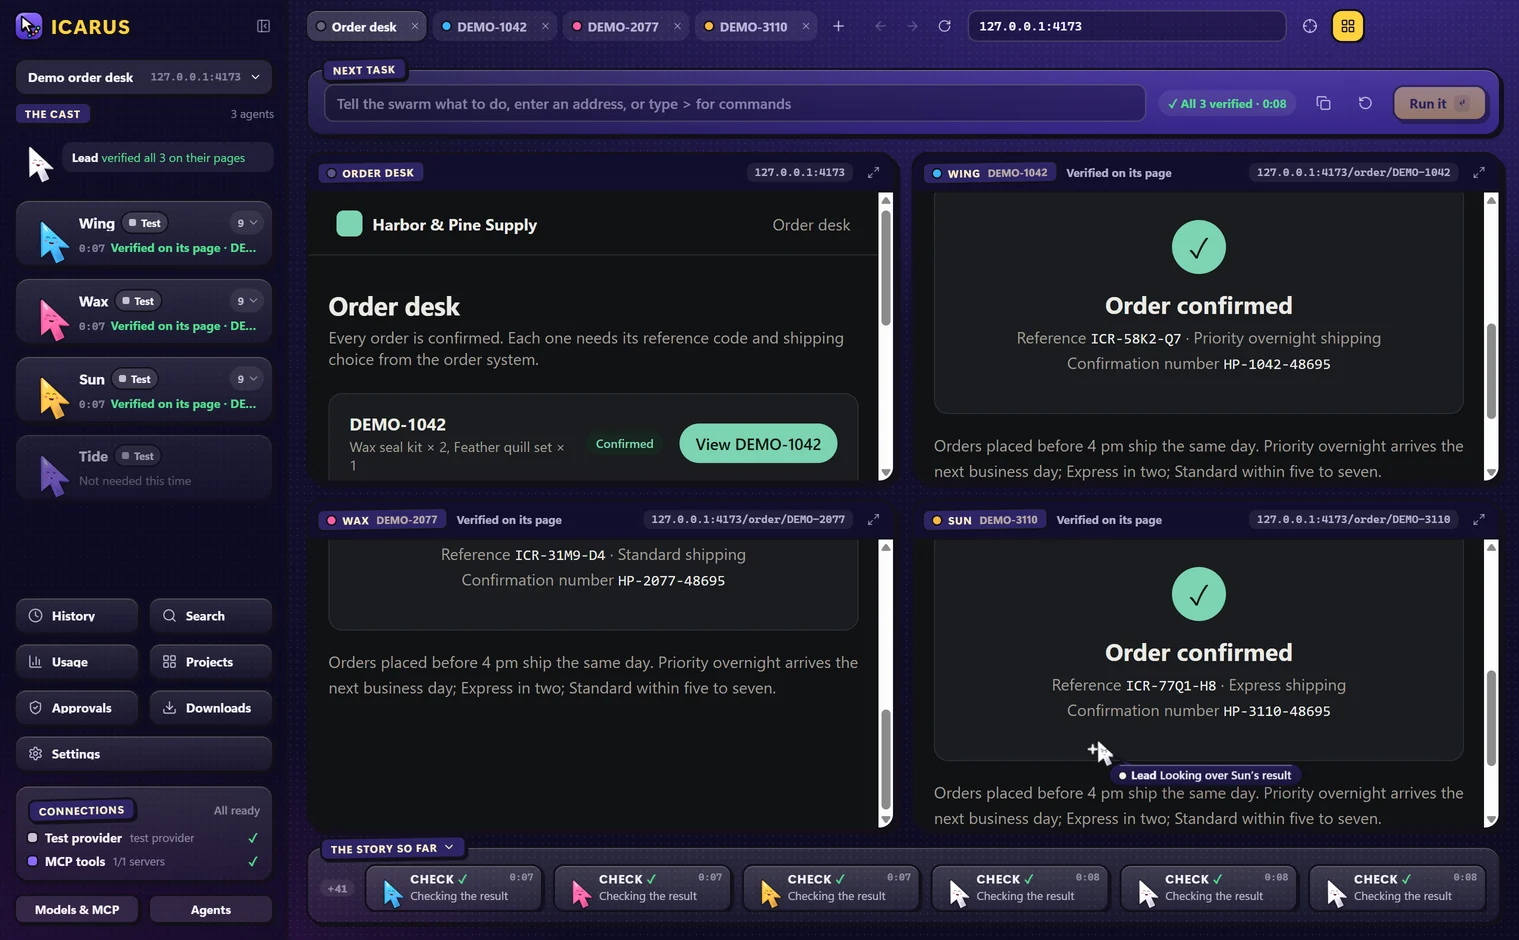 ICARUS
Demo order desk 127.0.0.1:4173
THE CAST 3 agents
Lead verified all 3 on their pages
Wing Test 9
0:07 Verified on its page · DE...
Wax Test 9
0:07 Verified on its page · DE...
Sun Test 9
0:07 Verified on its page · DE...
Tide Test
Not needed this time
History Search
Usage Projects
Approvals Downloads
Settings
CONNECTIONS All ready
Test provider test provider ✓
MCP tools 1/1 servers ✓
Models & MCP Agents
Order desk × DEMO-1042 × DEMO-2077 × DEMO-3110 × + 127.0.0.1:4173
NEXT TASK
Tell the swarm what to do, enter an address, or type > for commands ✓ All 3 verified · 0:08 Run it ↵
ORDER DESK 127.0.0.1:4173
Harbor & Pine Supply Order desk
Order desk
Every order is confirmed. Each one needs its reference code and shipping
choice from the order system.
DEMO-1042
Wax seal kit × 2, Feather quill set ×
1
Confirmed View DEMO-1042
WING DEMO-1042 Verified on its page 127.0.0.1:4173/order/DEMO-1042
✓
Order confirmed
Reference ICR-58K2-Q7 · Priority overnight shipping
Confirmation number HP-1042-48695
Orders placed before 4 pm ship the same day. Priority overnight arrives the
next business day; Express in two; Standard within five to seven.
WAX DEMO-2077 Verified on its page 127.0.0.1:4173/order/DEMO-2077
Reference ICR-31M9-D4 · Standard shipping
Confirmation number HP-2077-48695
Orders placed before 4 pm ship the same day. Priority overnight arrives the
next business day; Express in two; Standard within five to seven.
SUN DEMO-3110 Verified on its page 127.0.0.1:4173/order/DEMO-3110
✓
Order confirmed
Reference ICR-77Q1-H8 · Express shipping
Confirmation number HP-3110-48695
Lead Looking over Sun's result
Orders placed before 4 pm ship the same day. Priority overnight arrives the
next business day; Express in two; Standard within five to seven.
THE STORY SO FAR
+41
CHECK ✓ 0:07
Checking the result
CHECK ✓ 0:07
Checking the result
CHECK ✓ 0:07
Checking the result
CHECK ✓ 0:08
Checking the result
CHECK ✓ 0:08
Checking the result
CHECK ✓ 0:08
Checking the result